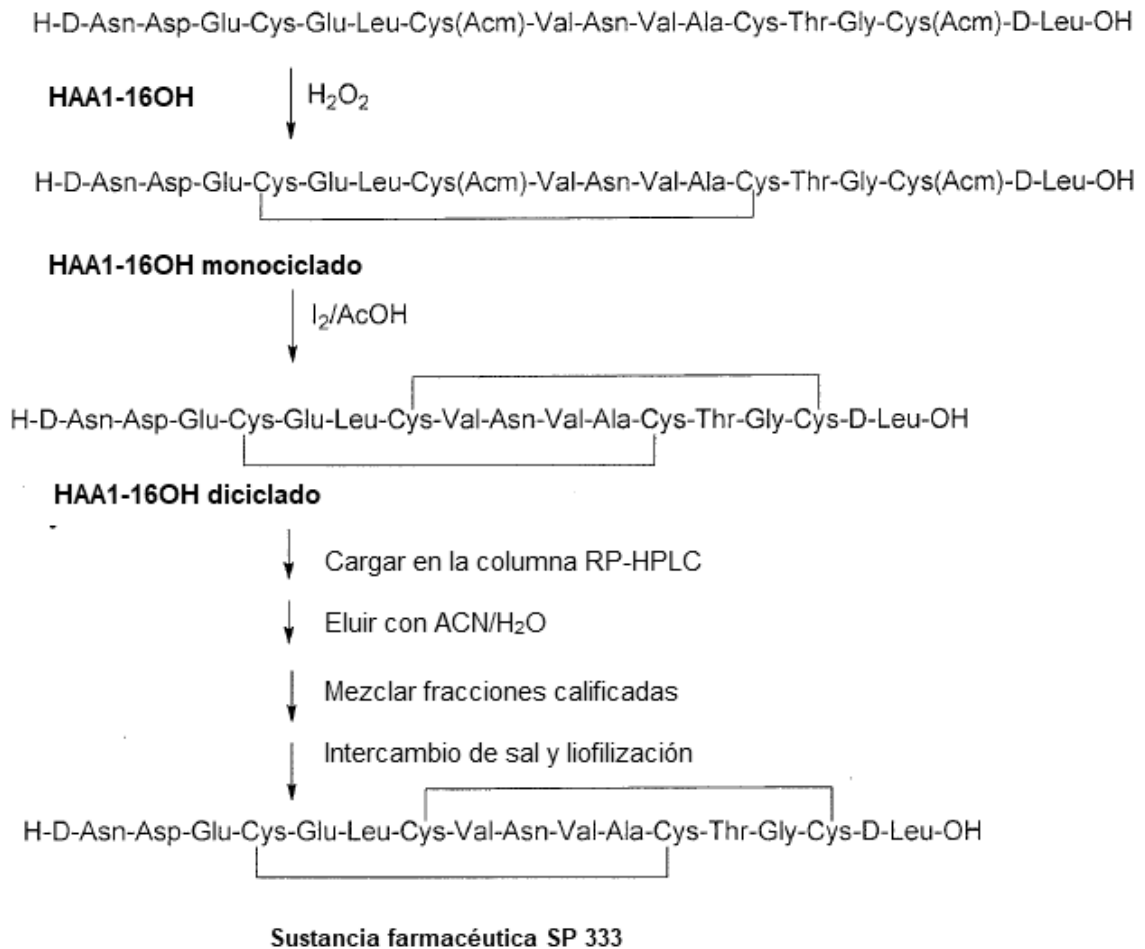 H-D-Asn-Asp-Glu-Cys-Glu-Leu-Cys(Acm)-Val-Asn-Val-Ala-Cys-Thr-Gly-Cys(Acm)-D-Leu-OH
HAA1-16OH
H₂O₂
H-D-Asn-Asp-Glu-Cys-Glu-Leu-Cys(Acm)-Val-Asn-Val-Ala-Cys-Thr-Gly-Cys(Acm)-D-Leu-OH
HAA1-16OH monociclado
I₂/AcOH
H-D-Asn-Asp-Glu-Cys-Glu-Leu-Cys-Val-Asn-Val-Ala-Cys-Thr-Gly-Cys-D-Leu-OH
HAA1-16OH diciclado
Cargar en la columna RP-HPLC
Eluir con ACN/H₂O
Mezclar fracciones calificadas
Intercambio de sal y liofilización
H-D-Asn-Asp-Glu-Cys-Glu-Leu-Cys-Val-Asn-Val-Ala-Cys-Thr-Gly-Cys-D-Leu-OH
Sustancia farmacéutica SP 333